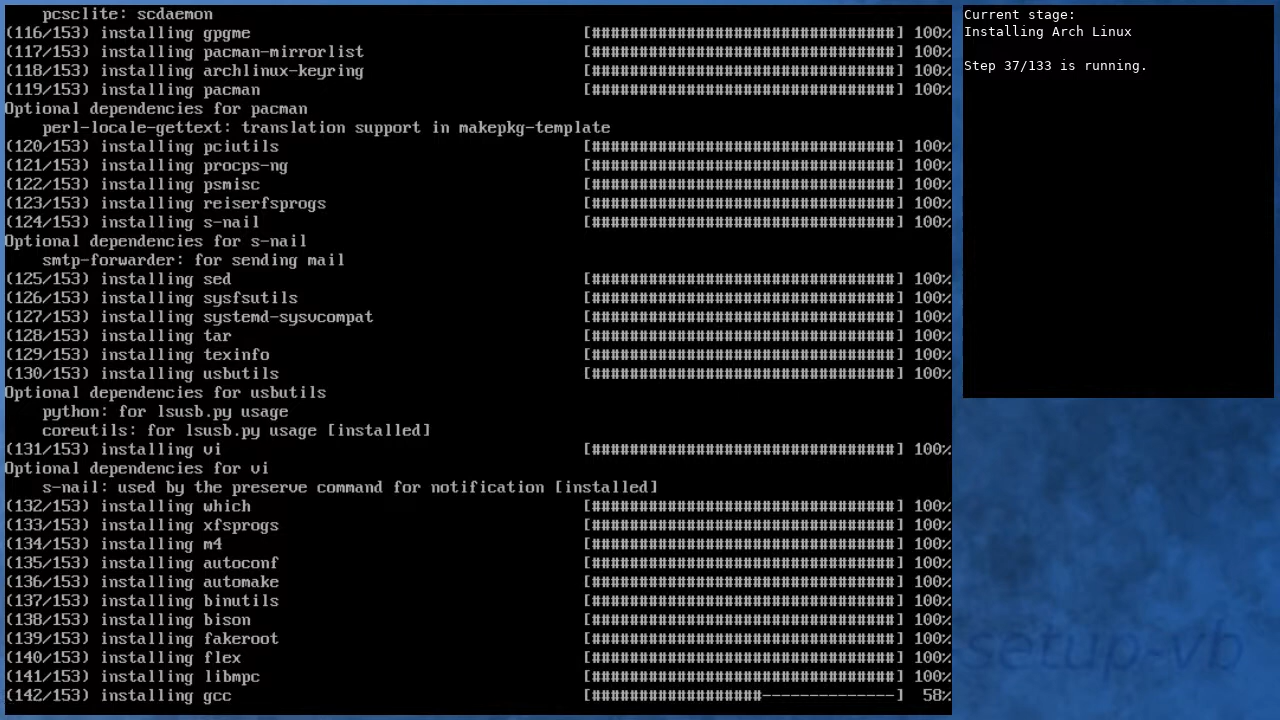 pcsclite: scdaemon
(116/153) installing gpgme [################################] 100%
(117/153) installing pacman-mirrorlist [################################] 100%
(118/153) installing archlinux-keyring [################################] 100%
(119/153) installing pacman [################################] 100%
Optional dependencies for pacman
    perl-locale-gettext: translation support in makepkg-template
(120/153) installing pciutils [################################] 100%
(121/153) installing procps-ng [################################] 100%
(122/153) installing psmisc [################################] 100%
(123/153) installing reiserfsprogs [################################] 100%
(124/153) installing s-nail [################################] 100%
Optional dependencies for s-nail
    smtp-forwarder: for sending mail
(125/153) installing sed [################################] 100%
(126/153) installing sysfsutils [################################] 100%
(127/153) installing systemd-sysvcompat [################################] 100%
(128/153) installing tar [################################] 100%
(129/153) installing texinfo [################################] 100%
(130/153) installing usbutils [################################] 100%
Optional dependencies for usbutils
    python: for lsusb.py usage
    coreutils: for lsusb.py usage [installed]
(131/153) installing vi [################################] 100%
Optional dependencies for vi
    s-nail: used by the preserve command for notification [installed]
(132/153) installing which [################################] 100%
(133/153) installing xfsprogs [################################] 100%
(134/153) installing m4 [################################] 100%
(135/153) installing autoconf [################################] 100%
(136/153) installing automake [################################] 100%
(137/153) installing binutils [################################] 100%
(138/153) installing bison [################################] 100%
(139/153) installing fakeroot [################################] 100%
(140/153) installing flex [################################] 100%
(141/153) installing libmpc [################################] 100%
(142/153) installing gcc [##################--------------] 58%
Current stage:
Installing Arch Linux
Step 37/133 is running.
setup-vb